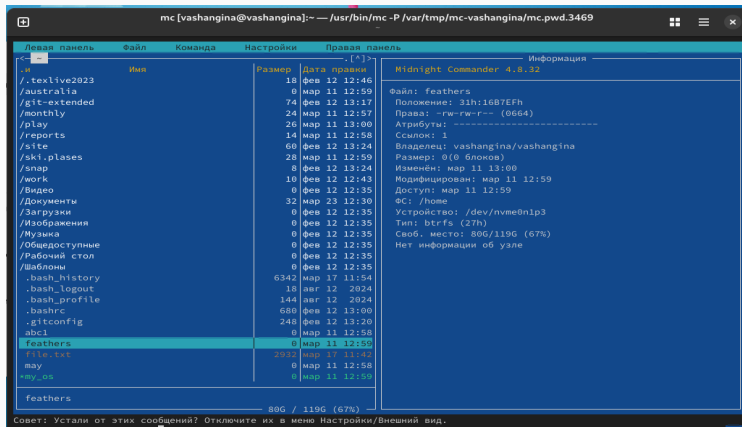 mc [vashangina@vashangina]:~ — /usr/bin/mc -P /var/tmp/mc-vashangina/mc.pwd.3469
~
Левая панель Файл Команда Настройки Правая панель
<- ~ .[^]>
.и Имя Размер Дата правки
/.texlive2023 18 фев 12 12:46
/australia 0 мар 11 12:59
/git-extended 74 фев 12 13:17
/monthly 24 мар 11 12:57
/play 26 мар 11 13:00
/reports 14 мар 11 12:58
/site 60 фев 12 13:24
/ski.plases 28 мар 11 12:59
/snap 8 фев 12 13:24
/work 10 фев 12 12:43
/Видео 0 фев 12 12:35
/Документы 32 мар 23 12:30
/Загрузки 0 фев 12 12:35
/Изображения 0 фев 12 12:35
/Музыка 0 фев 12 12:35
/Общедоступные 0 фев 12 12:35
/Рабочий стол 0 фев 12 12:35
/Шаблоны 0 фев 12 12:35
.bash_history 6342 мар 17 11:54
.bash_logout 18 авг 12 2024
.bash_profile 144 авг 12 2024
.bashrc 680 фев 12 13:00
.gitconfig 248 фев 12 13:20
abc1 0 мар 11 12:58
feathers 0 мар 11 12:59
file.txt 2932 мар 17 11:42
may 0 мар 11 12:58
*my_os 0 мар 11 12:59
feathers
80G / 119G (67%)
Информация
Midnight Commander 4.8.32
Файл: feathers
Положение: 31h:16B7EFh
Права: -rw-rw-r-- (0664)
Атрибуты: --------------------------
Ссылок: 1
Владелец: vashangina/vashangina
Размер: 0(0 блоков)
Изменён: мар 11 13:00
Модифицирован: мар 11 12:59
Доступ: мар 11 12:59
ФС: /home
Устройство: /dev/nvme0n1p3
Тип: btrfs (27h)
Своб. место: 80G/119G (67%)
Нет информации об узле
Совет: Устали от этих сообщений? Отключите их в меню Настройки/Внешний вид.